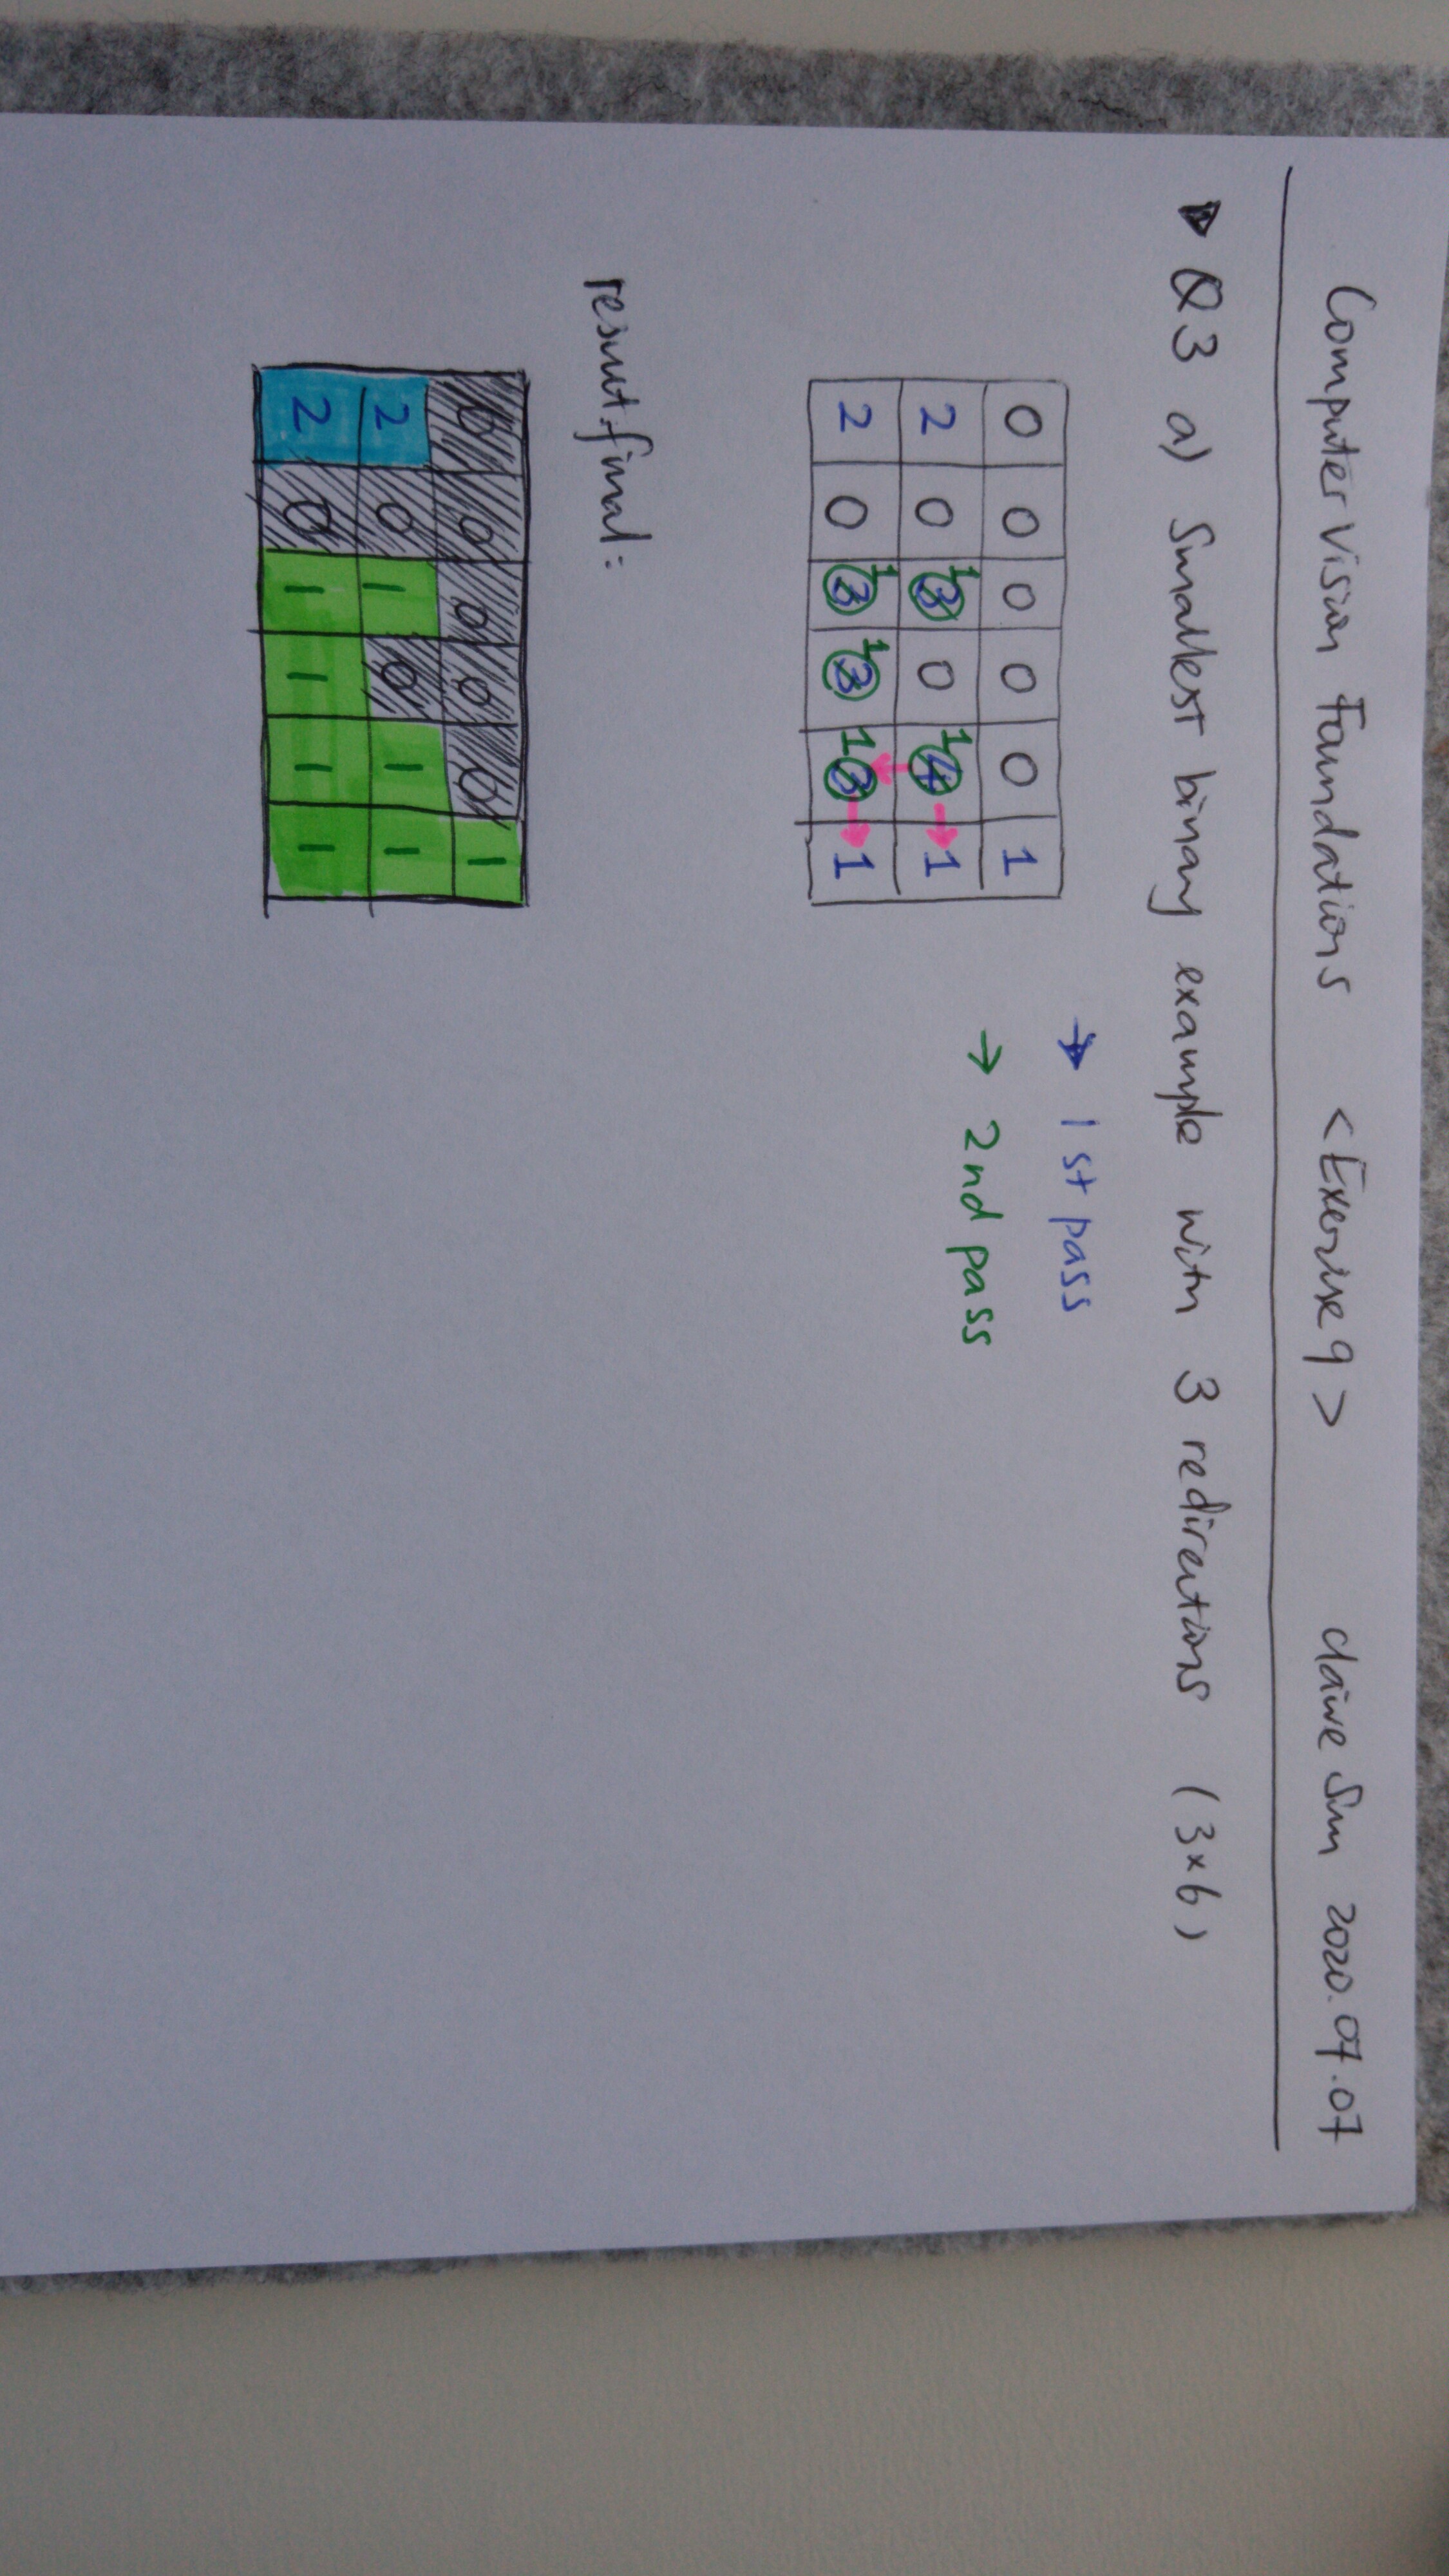 Computer Vision Foundations <Exercise 9> Claire Sun 2020.07.07
Q3 a) Smallest binary example with 3 redirections (3×6)
→ 1st pass
→ 2nd pass
0 0 0 0 0 1
2 0 1 3 0 1 4 → 1
2 0 1 3 1 3 1 3 → 1
result.final:
0 0 0 0 0 1
2 0 1 0 1 1
2 0 1 1 1 1